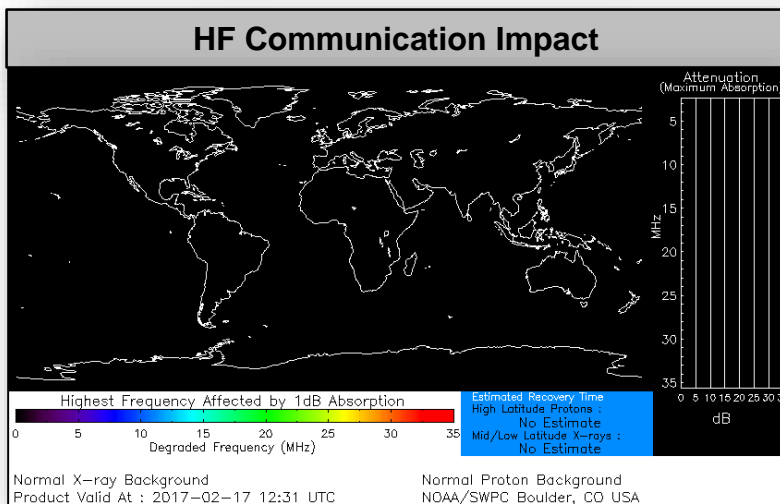 HF Communication Impact
Attenuation
(Maximum Absorption)
5
10
15
20
25
30
35
MHz
0 5 10 15 20 25 30
dB
Highest Frequency Affected by 1dB Absorption
0 5 10 15 20 25 30 35
Degraded Frequency (MHz)
Estimated Recovery Time
High Latitude Protons :
No Estimate
Mid/Low Latitude X-rays :
No Estimate
Normal X-ray Background
Normal Proton Background
Product Valid At : 2017-02-17 12:31 UTC
NOAA/SWPC Boulder, CO USA